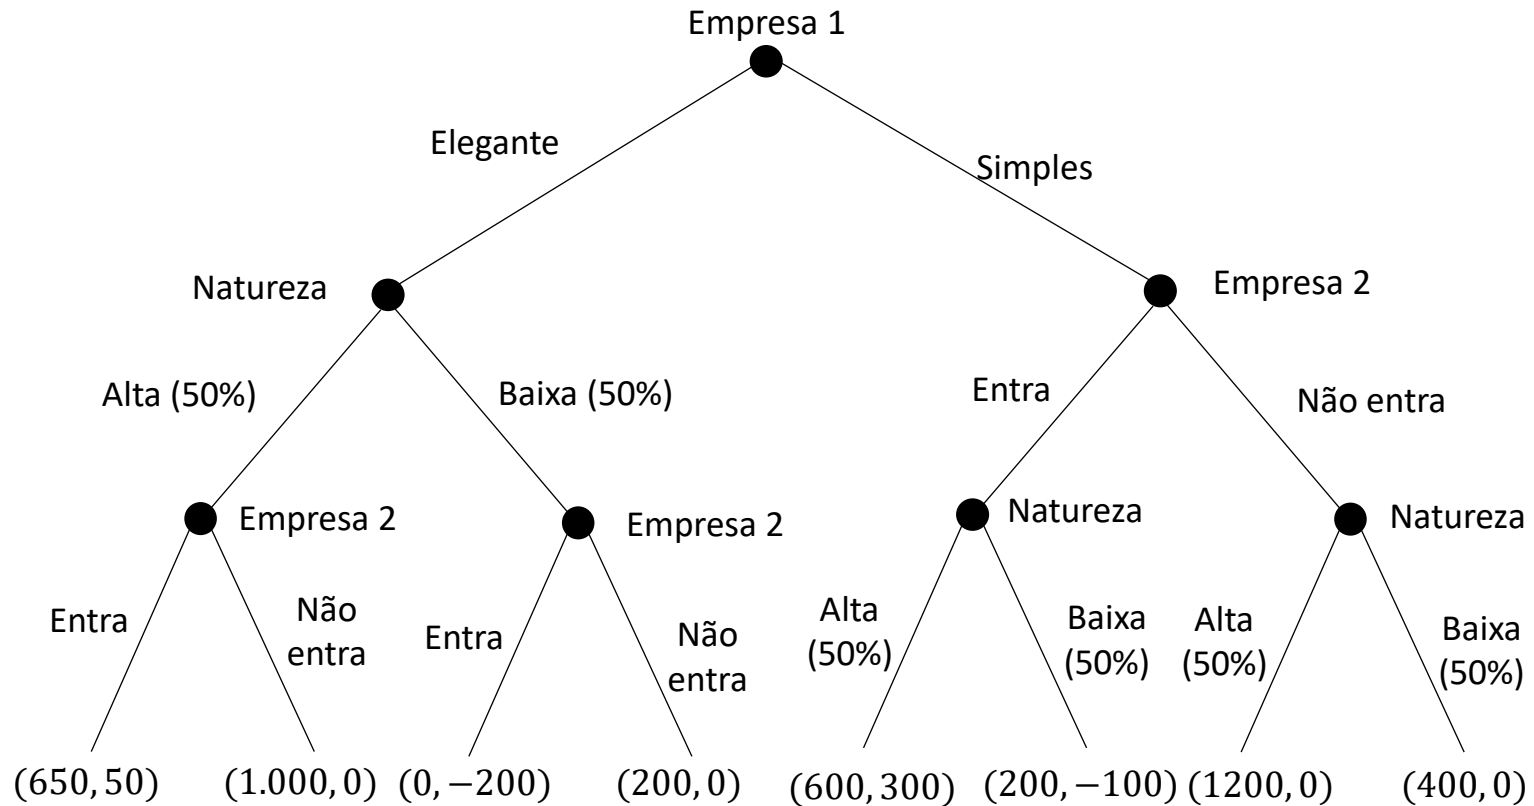 Empresa 1
Elegante
Simples
Natureza
Empresa 2
Alta (50%)
Baixa (50%)
Entra
Não entra
Empresa 2
Empresa 2
Natureza
Natureza
Entra
Não
entra
Entra
Não
entra
Alta
(50%)
Baixa
(50%)
Alta
(50%)
Baixa
(50%)
(650, 50)
(1.000, 0)
(0, −200)
(200, 0)
(600, 300)
(200, −100)
(1200, 0)
(400, 0)